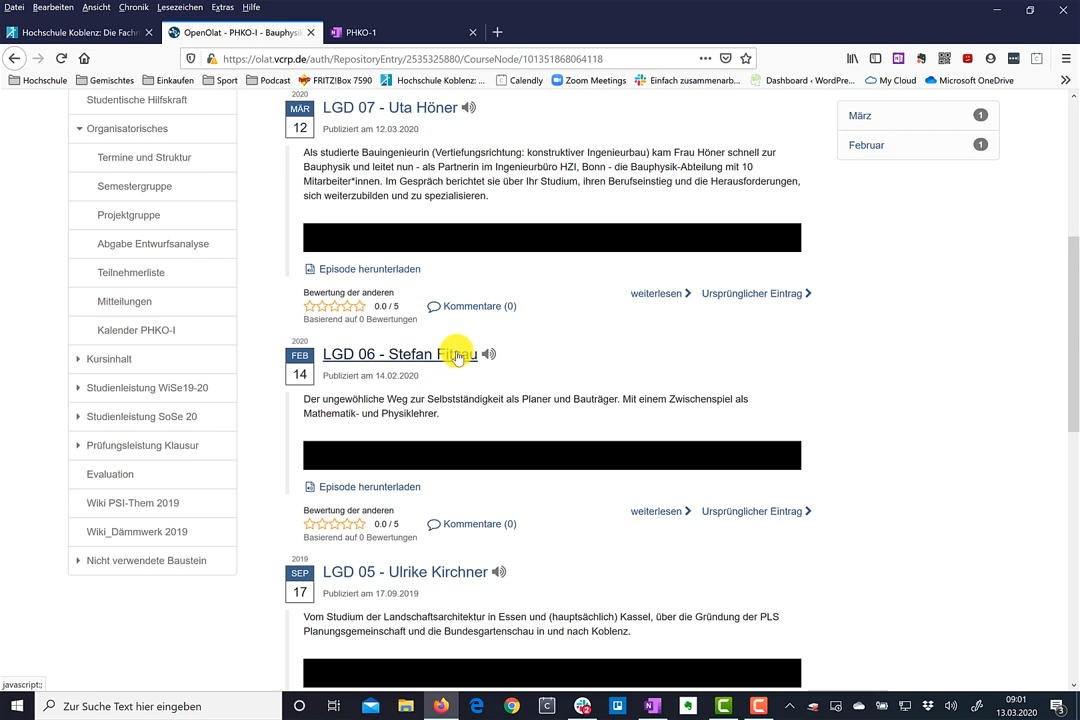 Datei Bearbeiten Ansicht Chronik Lesezeichen Extras Hilfe
Hochschule Koblenz: Die Fachr
OpenOlat - PHKO-I - Bauphysik
PHKO-1
https://olat.vcrp.de/auth/RepositoryEntry/2535325880/CourseNode/101351868064118
Hochschule Gemischtes Einkaufen Sport Podcast FRITZ!Box 7590 Hochschule Koblenz: ... Calendly Zoom Meetings Einfach zusammenarb... Dashboard ‹ WordPre... My Cloud Microsoft OneDrive
Studentische Hilfskraft
Organisatorisches
Termine und Struktur
Semestergruppe
Projektgruppe
Abgabe Entwurfsanalyse
Teilnehmerliste
Mitteilungen
Kalender PHKO-I
Kursinhalt
Studienleistung WiSe19-20
Studienleistung SoSe 20
Prüfungsleistung Klausur
Evaluation
Wiki PSI-Them 2019
Wiki_Dämmwerk 2019
Nicht verwendete Baustein
2020
MÄR
12
LGD 07 - Uta Höner
Publiziert am 12.03.2020
Als studierte Bauingenieurin (Vertiefungsrichtung: konstruktiver Ingenieurbau) kam Frau Höner schnell zur
Bauphysik und leitet nun - als Partnerin im Ingenieurbüro HZI, Bonn - die Bauphysik-Abteilung mit 10
Mitarbeiter*innen. Im Gespräch berichtet sie über Ihr Studium, ihren Berufseinstieg und die Herausforderungen,
sich weiterzubilden und zu spezialisieren.
Episode herunterladen
Bewertung der anderen
0.0 / 5
Kommentare (0)
Basierend auf 0 Bewertungen
weiterlesen
Ursprünglicher Eintrag
2020
FEB
14
LGD 06 - Stefan
Publiziert am 14.02.2020
Der ungewöhliche Weg zur Selbstständigkeit als Planer und Bauträger. Mit einem Zwischenspiel als
Mathematik- und Physiklehrer.
Episode herunterladen
Bewertung der anderen
0.0 / 5
Kommentare (0)
Basierend auf 0 Bewertungen
weiterlesen
Ursprünglicher Eintrag
2019
SEP
17
LGD 05 - Ulrike Kirchner
Publiziert am 17.09.2019
Vom Studium der Landschaftsarchitektur in Essen und (hauptsächlich) Kassel, über die Gründung der PLS
Planungsgemeinschaft und die Bundesgartenschau in und nach Koblenz.
März 1
Februar 1
javascript:;
Zur Suche Text hier eingeben
09:01
13.03.2020
3